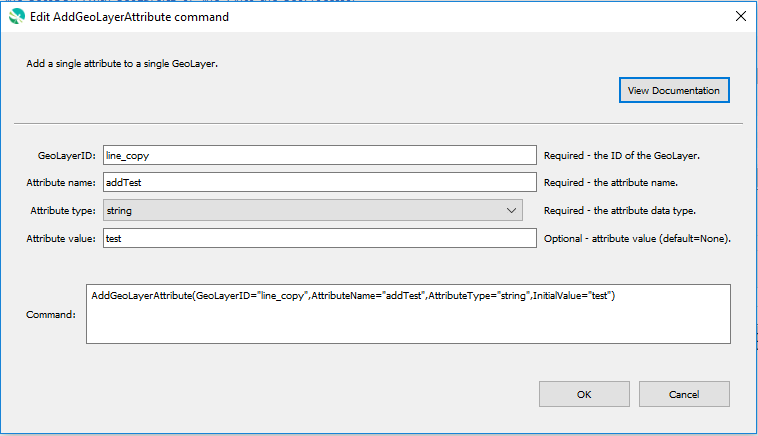 Edit AddGeoLayerAttribute command
Add a single attribute to a single GeoLayer.
View Documentation
GeoLayerID: line_copy Required - the ID of the GeoLayer.
Attribute name: addTest Required - the attribute name.
Attribute type: string Required - the attribute data type.
Attribute value: test Optional - attribute value (default=None).
AddGeoLayerAttribute(GeoLayerID="line_copy",AttributeName="addTest",AttributeType="string",InitialValue="test")
Command:
OK Cancel